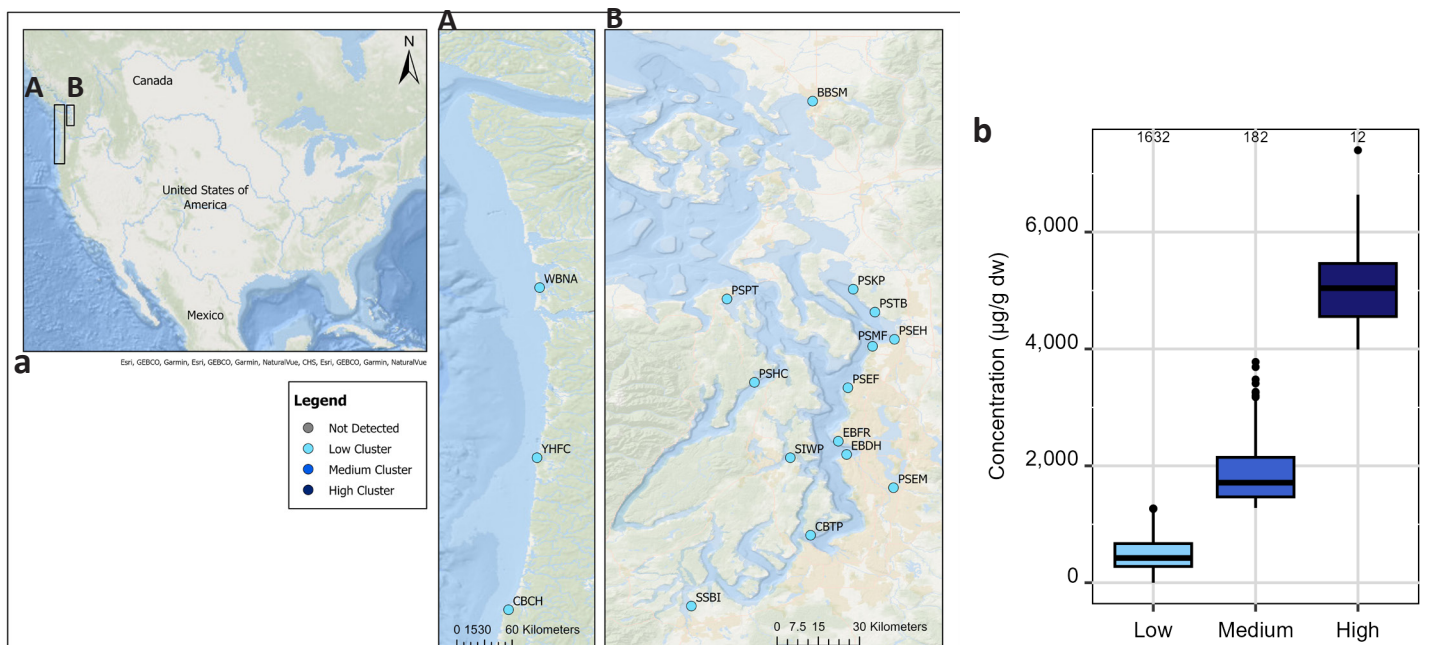 A
B
N
Canada
A
B
United States of
America
Mexico
Esri, GEBCO, Garmin, Esri, GEBCO, Garmin, NaturalVue, CHS, Esri, GEBCO, Garmin, NaturalVue
a
Legend
Not Detected
Low Cluster
Medium Cluster
High Cluster
WBNA
YHFC
CBCH
0 1530 60 Kilometers
BBSM
PSKP
PSPT
PSTB
PSEH
PSMF
PSHC
PSEF
EBFR
EBDH
SIWP
PSEM
CBTP
SSBI
0 7.5 15 30 Kilometers
b
1632 182 12
Concentration (µg/g dw)
6,000
4,000
2,000
0
Low Medium High